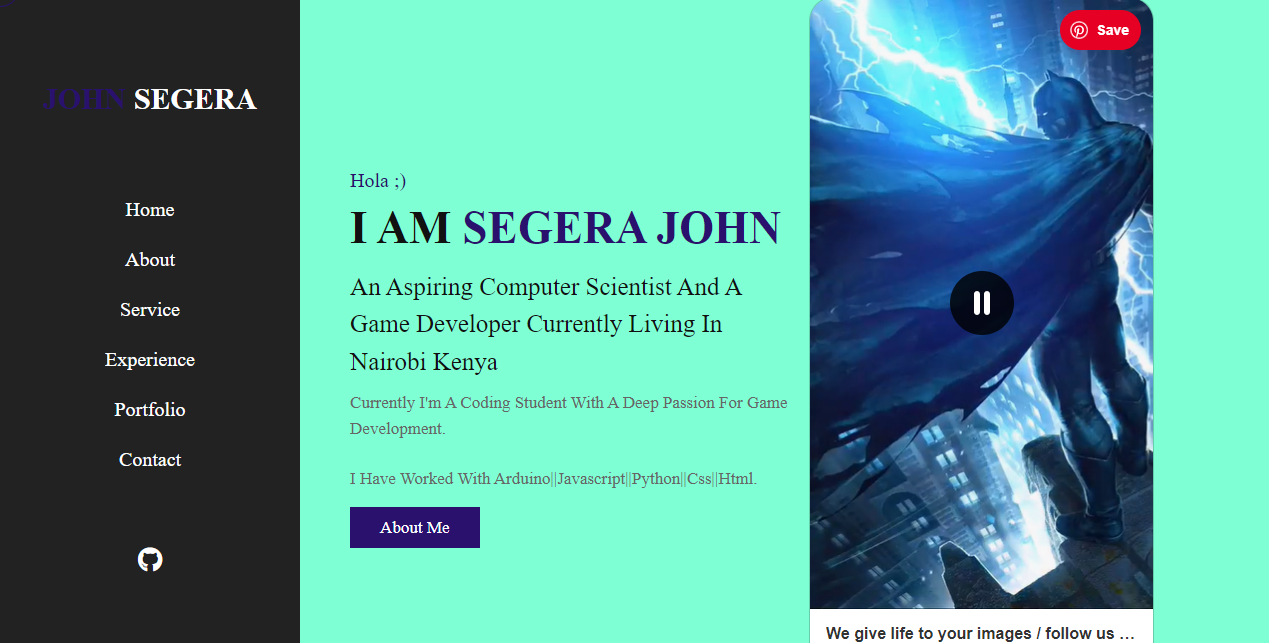 JOHN SEGERA
Home
About
Service
Experience
Portfolio
Contact
Hola ;)
I AM SEGERA JOHN
An Aspiring Computer Scientist And A
Game Developer Currently Living In
Nairobi Kenya
Currently I'm A Coding Student With A Deep Passion For Game
Development.
I Have Worked With Arduino||Javascript||Python||Css||Html.
About Me
Save
We give life to your images / follow us …